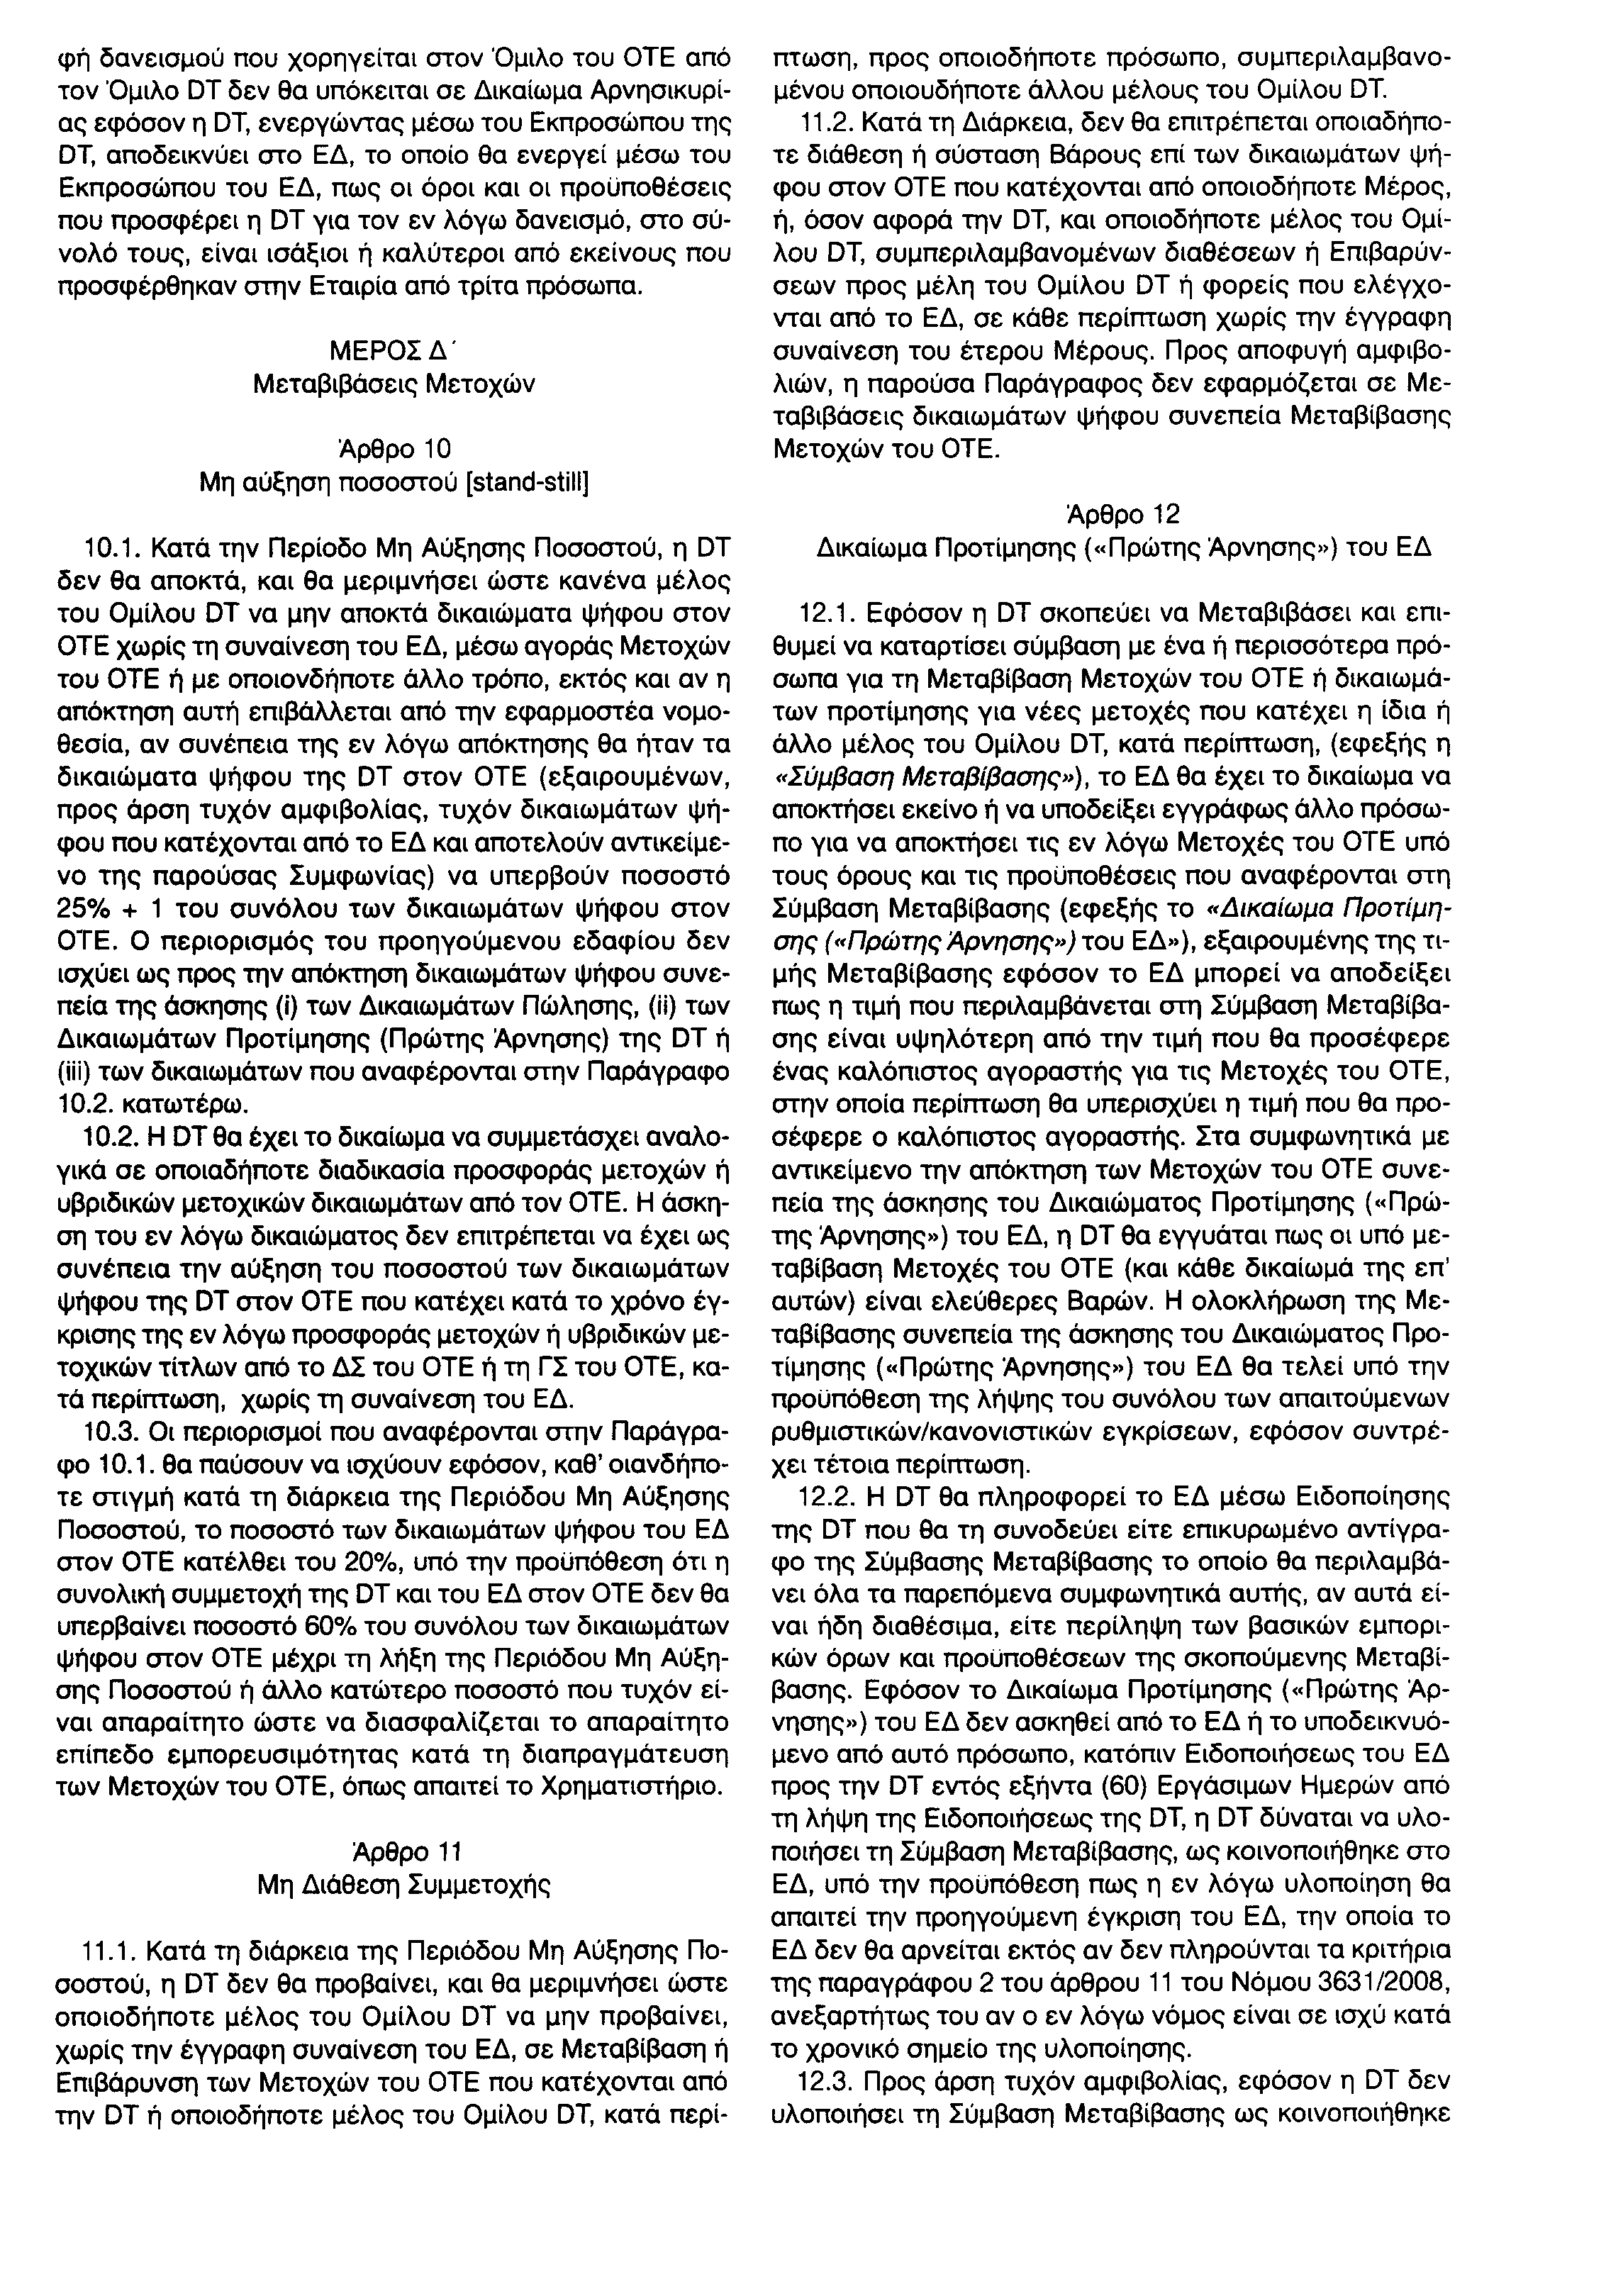 φή δανεισμού που χορηγείται στον Όμιλο του ΟΤΕ από
τον Όμιλο DT δεν θα υπόκειται σε Δικαίωμα Αρνησικυρί-
ας εφόσον η DT, ενεργώντας μέσω του Εκπροσώπου της
DT, αποδεικνύει στο ΕΔ, το οποίο θα ενεργεί μέσω του
Εκπροσώπου του ΕΔ, πως οι όροι και οι προϋποθέσεις
που προσφέρει η DT για τον εν λόγω δανεισμό, στο σύ-
νολό τους, είναι ισάξιοι ή καλύτεροι από εκείνους που
προσφέρθηκαν στην Εταιρία από τρίτα πρόσωπα.
ΜΕΡΟΣ Δ΄
Μεταβιβάσεις Μετοχών
Άρθρο 10
Μη αύξηση ποσοστού [stand-still]
10.1. Κατά την Περίοδο Μη Αύξησης Ποσοστού, η DT
δεν θα αποκτά, και θα μεριμνήσει ώστε κανένα μέλος
του Ομίλου DT να μην αποκτά δικαιώματα ψήφου στον
ΟΤΕ χωρίς τη συναίνεση του ΕΔ, μέσω αγοράς Μετοχών
του ΟΤΕ ή με οποιονδήποτε άλλο τρόπο, εκτός και αν η
απόκτηση αυτή επιβάλλεται από την εφαρμοστέα νομο-
θεσία, αν συνέπεια της εν λόγω απόκτησης θα ήταν τα
δικαιώματα ψήφου της DT στον ΟΤΕ (εξαιρουμένων,
προς άρση τυχόν αμφιβολίας, τυχόν δικαιωμάτων ψή-
φου που κατέχονται από το ΕΔ και αποτελούν αντικείμε-
νο της παρούσας Συμφωνίας) να υπερβούν ποσοστό
25% + 1 του συνόλου των δικαιωμάτων ψήφου στον
ΟΤΕ. Ο περιορισμός του προηγούμενου εδαφίου δεν
ισχύει ως προς την απόκτηση δικαιωμάτων ψήφου συνε-
πεία της άσκησης (i) των Δικαιωμάτων Πώλησης, (ii) των
Δικαιωμάτων Προτίμησης (Πρώτης Άρνησης) της DT ή
(iii) των δικαιωμάτων που αναφέρονται στην Παράγραφο
10.2. κατωτέρω.
10.2. Η DT θα έχει το δικαίωμα να συμμετάσχει αναλο-
γικά σε οποιαδήποτε διαδικασία προσφοράς μετοχών ή
υβριδικών μετοχικών δικαιωμάτων από τον ΟΤΕ. Η άσκη-
ση του εν λόγω δικαιώματος δεν επιτρέπεται να έχει ως
συνέπεια την αύξηση του ποσοστού των δικαιωμάτων
ψήφου της DT στον ΟΤΕ που κατέχει κατά το χρόνο έγ-
κρισης της εν λόγω προσφοράς μετοχών ή υβριδικών με-
τοχικών τίτλων από το ΔΣ του ΟΤΕ ή τη ΓΣ του ΟΤΕ, κα-
τά περίπτωση, χωρίς τη συναίνεση του ΕΔ.
10.3. Οι περιορισμοί που αναφέρονται στην Παράγρα-
φο 10.1. θα παύσουν να ισχύουν εφόσον, καθ' οιανδήπο-
τε στιγμή κατά τη διάρκεια της Περιόδου Μη Αύξησης
Ποσοστού, το ποσοστό των δικαιωμάτων ψήφου του ΕΔ
στον ΟΤΕ κατέλθει του 20%, υπό την προϋπόθεση ότι η
συνολική συμμετοχή της DT και του ΕΔ στον ΟΤΕ δεν θα
υπερβαίνει ποσοστό 60% του συνόλου των δικαιωμάτων
ψήφου στον ΟΤΕ μέχρι τη λήξη της Περιόδου Μη Αύξη-
σης Ποσοστού ή άλλο κατώτερο ποσοστό που τυχόν εί-
ναι απαραίτητο ώστε να διασφαλίζεται το απαραίτητο
επίπεδο εμπορευσιμότητας κατά τη διαπραγμάτευση
των Μετοχών του ΟΤΕ, όπως απαιτεί το Χρηματιστήριο.
Άρθρο 11
Μη Διάθεση Συμμετοχής
11.1. Κατά τη διάρκεια της Περιόδου Μη Αύξησης Πο-
σοστού, η DT δεν θα προβαίνει, και θα μεριμνήσει ώστε
οποιοδήποτε μέλος του Ομίλου DT να μην προβαίνει,
χωρίς την έγγραφη συναίνεση του ΕΔ, σε Μεταβίβαση ή
Επιβάρυνση των Μετοχών του ΟΤΕ που κατέχονται από
την DT ή οποιοδήποτε μέλος του Ομίλου DT, κατά περί-
πτωση, προς οποιοδήποτε πρόσωπο, συμπεριλαμβανο-
μένου οποιουδήποτε άλλου μέλους του Ομίλου DT.
11.2. Κατά τη Διάρκεια, δεν θα επιτρέπεται οποιαδήπο-
τε διάθεση ή σύσταση Βάρους επί των δικαιωμάτων ψή-
φου στον ΟΤΕ που κατέχονται από οποιοδήποτε Μέρος,
ή, όσον αφορά την DT, και οποιοδήποτε μέλος του Ομί-
λου DT, συμπεριλαμβανομένων διαθέσεων ή Επιβαρύν-
σεων προς μέλη του Ομίλου DT ή φορείς που ελέγχο-
νται από το ΕΔ, σε κάθε περίπτωση χωρίς την έγγραφη
συναίνεση του έτερου Μέρους. Προς αποφυγή αμφιβο-
λιών, η παρούσα Παράγραφος δεν εφαρμόζεται σε Με-
ταβιβάσεις δικαιωμάτων ψήφου συνεπεία Μεταβίβασης
Μετοχών του ΟΤΕ.
Άρθρο 12
Δικαίωμα Προτίμησης («Πρώτης Άρνησης») του ΕΔ
12.1. Εφόσον η DT σκοπεύει να Μεταβιβάσει και επι-
θυμεί να καταρτίσει σύμβαση με ένα ή περισσότερα πρό-
σωπα για τη Μεταβίβαση Μετοχών του ΟΤΕ ή δικαιωμά-
των προτίμησης για νέες μετοχές που κατέχει η ίδια ή
άλλο μέλος του Ομίλου DT, κατά περίπτωση, (εφεξής η
«Σύμβαση Μεταβίβασης»), το ΕΔ θα έχει το δικαίωμα να
αποκτήσει εκείνο ή να υποδείξει εγγράφως άλλο πρόσω-
πο για να αποκτήσει τις εν λόγω Μετοχές του ΟΤΕ υπό
τους όρους και τις προϋποθέσεις που αναφέρονται στη
Σύμβαση Μεταβίβασης (εφεξής το «Δικαίωμα Προτίμη-
σης («Πρώτης Άρνησης») του ΕΔ»), εξαιρουμένης της τι-
μής Μεταβίβασης εφόσον το ΕΔ μπορεί να αποδείξει
πως η τιμή που περιλαμβάνεται στη Σύμβαση Μεταβίβα-
σης είναι υψηλότερη από την τιμή που θα προσέφερε
ένας καλόπιστος αγοραστής για τις Μετοχές του ΟΤΕ,
στην οποία περίπτωση θα υπερισχύει η τιμή που θα προ-
σέφερε ο καλόπιστος αγοραστής. Στα συμφωνητικά με
αντικείμενο την απόκτηση των Μετοχών του ΟΤΕ συνε-
πεία της άσκησης του Δικαιώματος Προτίμησης («Πρώ-
της Άρνησης») του ΕΔ, η DT θα εγγυάται πως οι υπό με-
ταβίβαση Μετοχές του ΟΤΕ (και κάθε δικαίωμά της επ'
αυτών) είναι ελεύθερες Βαρών. Η ολοκλήρωση της Με-
ταβίβασης συνεπεία της άσκησης του Δικαιώματος Προ-
τίμησης («Πρώτης Άρνησης») του ΕΔ θα τελεί υπό την
προϋπόθεση της λήψης του συνόλου των απαιτούμενων
ρυθμιστικών/κανονιστικών εγκρίσεων, εφόσον συντρέ-
χει τέτοια περίπτωση.
12.2. Η DT θα πληροφορεί το ΕΔ μέσω Ειδοποίησης
της DT που θα τη συνοδεύει είτε επικυρωμένο αντίγρα-
φο της Σύμβασης Μεταβίβασης το οποίο θα περιλαμβά-
νει όλα τα παρεπόμενα συμφωνητικά αυτής, αν αυτά εί-
ναι ήδη διαθέσιμα, είτε περίληψη των βασικών εμπορι-
κών όρων και προϋποθέσεων της σκοπούμενης Μεταβί-
βασης. Εφόσον το Δικαίωμα Προτίμησης («Πρώτης Άρ-
νησης») του ΕΔ δεν ασκηθεί από το ΕΔ ή το υποδεικνυό-
μενο από αυτό πρόσωπο, κατόπιν Ειδοποιήσεως του ΕΔ
προς την DT εντός εξήντα (60) Εργάσιμων Ημερών από
τη λήψη της Ειδοποιήσεως της DT, η DT δύναται να υλο-
ποιήσει τη Σύμβαση Μεταβίβασης, ως κοινοποιήθηκε στο
ΕΔ, υπό την προϋπόθεση πως η εν λόγω υλοποίηση θα
απαιτεί την προηγούμενη έγκριση του ΕΔ, την οποία το
ΕΔ δεν θα αρνείται εκτός αν δεν πληρούνται τα κριτήρια
της παραγράφου 2 του άρθρου 11 του Νόμου 3631/2008,
ανεξαρτήτως του αν ο εν λόγω νόμος είναι σε ισχύ κατά
το χρονικό σημείο της υλοποίησης.
12.3. Προς άρση τυχόν αμφιβολίας, εφόσον η DT δεν
υλοποιήσει τη Σύμβαση Μεταβίβασης ως κοινοποιήθηκε